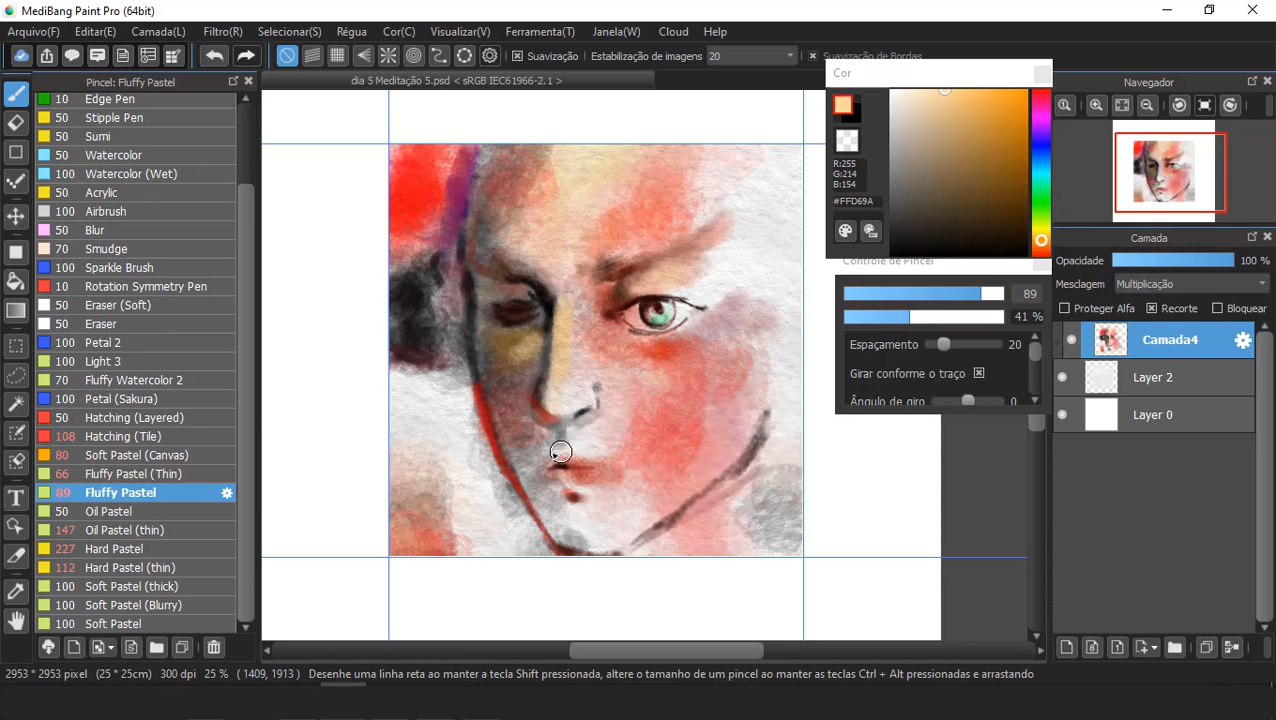 MediBang Paint Pro (64bit)
Arquivo(F) Editar(E) Camada(L) Filtro(R) Selecionar(S) Régua Cor(C) Visualizar(V) Ferramenta(T) Janela(W) Cloud Help
Suavização Estabilização de imagens 20 Suavização de Bordas
Pincel: Fluffy Pastel
dia 5 Meditação 5.psd < sRGB IEC61966-2.1 >
10 Edge Pen
50 Stipple Pen
50 Sumi
50 Watercolor
100 Watercolor (Wet)
50 Acrylic
100 Airbrush
50 Blur
70 Smudge
100 Sparkle Brush
10 Rotation Symmetry Pen
50 Eraser (Soft)
50 Eraser
100 Petal 2
50 Light 3
70 Fluffy Watercolor 2
100 Petal (Sakura)
50 Hatching (Layered)
108 Hatching (Tile)
80 Soft Pastel (Canvas)
66 Fluffy Pastel (Thin)
89 Fluffy Pastel
50 Oil Pastel
147 Oil Pastel (thin)
227 Hard Pastel
112 Hard Pastel (thin)
100 Soft Pastel (thick)
100 Soft Pastel (Blurry)
100 Soft Pastel
Cor
R:255
G:214
B:154
#FFD69A
Controle de Pincel
89
41 %
Espaçamento 20
Girar conforme o traço
Ângulo de giro 0
Navegador
Camada
Opacidade 100 %
Mesclagem Multiplicação
Proteger Alfa Recorte Bloquear
Camada4
Layer 2
Layer 0
2953 * 2953 pixel (25 * 25cm) 300 dpi 25 % ( 1409, 1913 ) Desenhe uma linha reta ao manter a tecla Shift pressionada, altere o tamanho de um pincel ao manter as teclas Ctrl + Alt pressionadas e arrastando